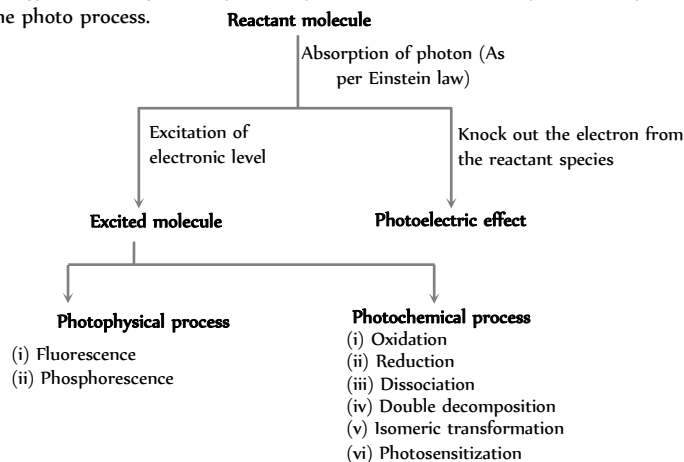 he photo process.
Reactant molecule
Absorption of photon (As
per Einstein law)
Excitation of
electronic level
Knock out the electron from
the reactant species
Excited molecule
Photoelectric effect
Photophysical process
(i) Fluorescence
(ii) Phosphorescence
Photochemical process
(i) Oxidation
(ii) Reduction
(iii) Dissociation
(iv) Double decomposition
(v) Isomeric transformation
(vi) Photosensitization